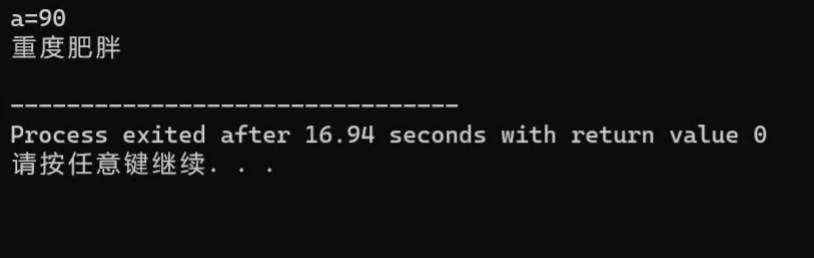 a=90
重度肥胖
--------------------------------
Process exited after 16.94 seconds with return value 0
请按任意键继续. . .